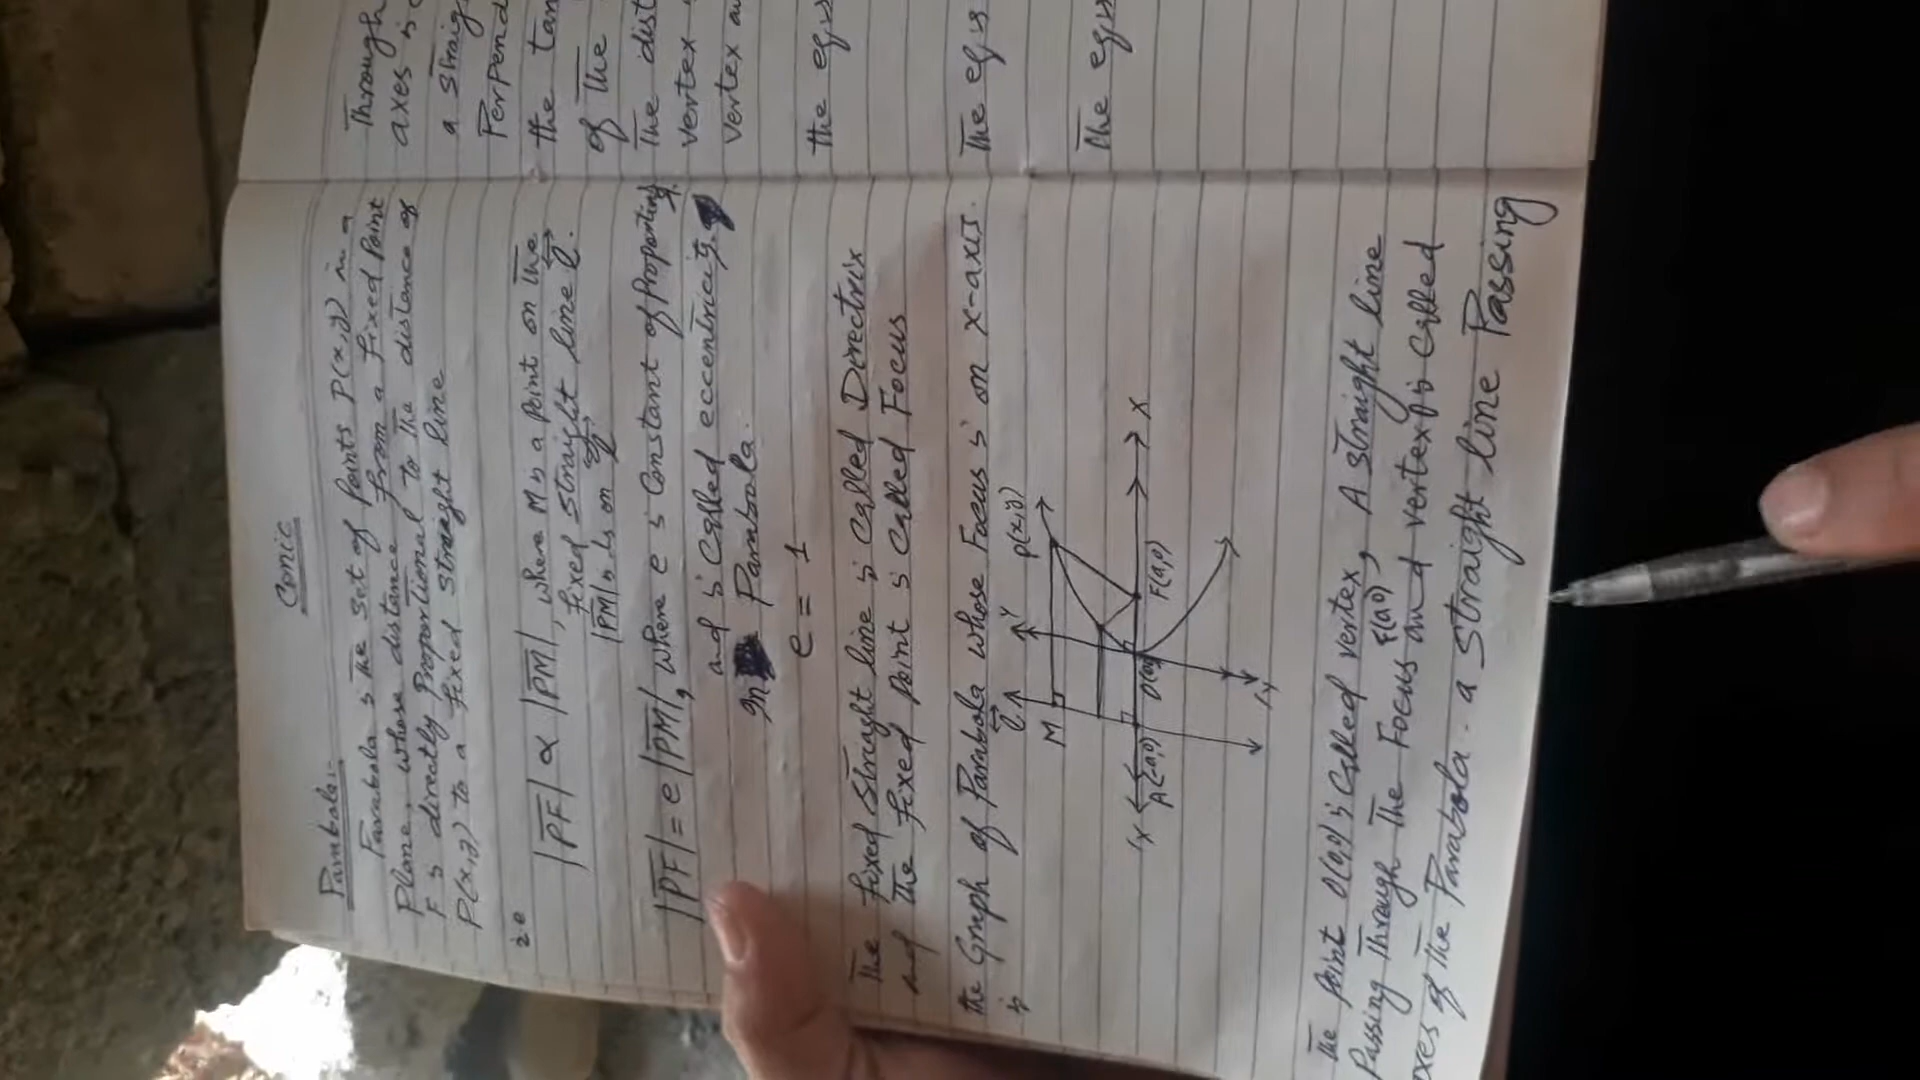 Conic
Parabola:-
Parabola is the set of points P(x,y) in a
Plane, whose distance from a fixed point
F is directly Proportional to the distance of
P(x,y) to a fixed straight line
i.e |PF| ∝ |PM|, where M is a point on the
fixed straight line l.
|PM| is on
|PF| = e|PM|, where e is constant of Proporting
and is called eccentricity.
In Parabola.
e = 1
The fixed straight line is called Directrix
and The fixed point is called Focus
the Graph of Parabola whose Focus is on x-axis.
is
l Y P(x,y)
M
'X A(-a,0) O(0,0) F(a,0) X
'Y
The point O(0,0) is called vertex, A straight line
F(a,0)
Passing through The Focus and vertex is called
axes of The Parabola. a straight line Passing
Through
axes is
a straig
Perpend
the tan
of The
The dist
vertex
vertex
the eqn
The eqn
The eqn